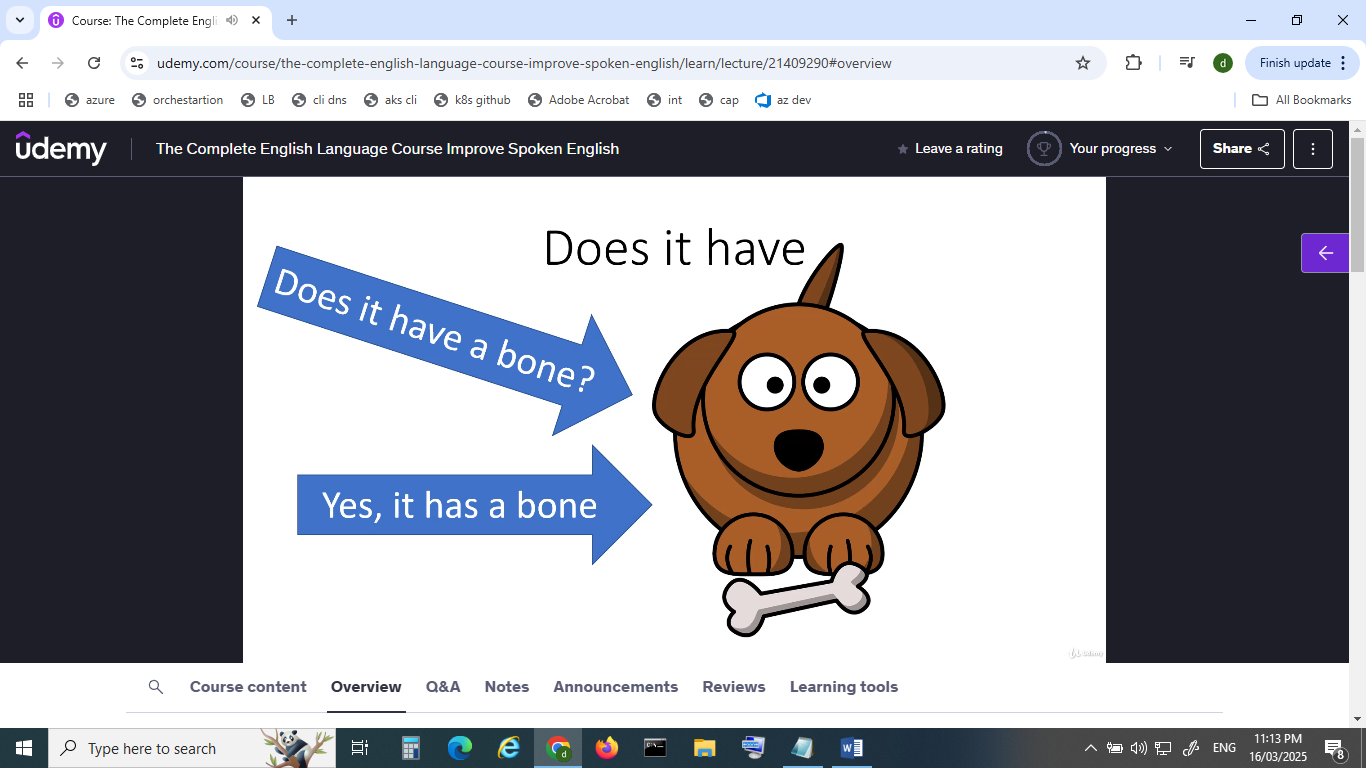 Course: The Complete Engli
udemy.com/course/the-complete-english-language-course-improve-spoken-english/learn/lecture/21409290#overview
d
Finish update
azure
orchestartion
LB
cli dns
aks cli
k8s github
Adobe Acrobat
int
cap
az dev
All Bookmarks
udemy
The Complete English Language Course Improve Spoken English
Leave a rating
Your progress
Share
Does it have
Does it have a bone?
Yes, it has a bone
Udemy
Course content
Overview
Q&A
Notes
Announcements
Reviews
Learning tools
Type here to search
ENG
11:13 PM
16/03/2025
8